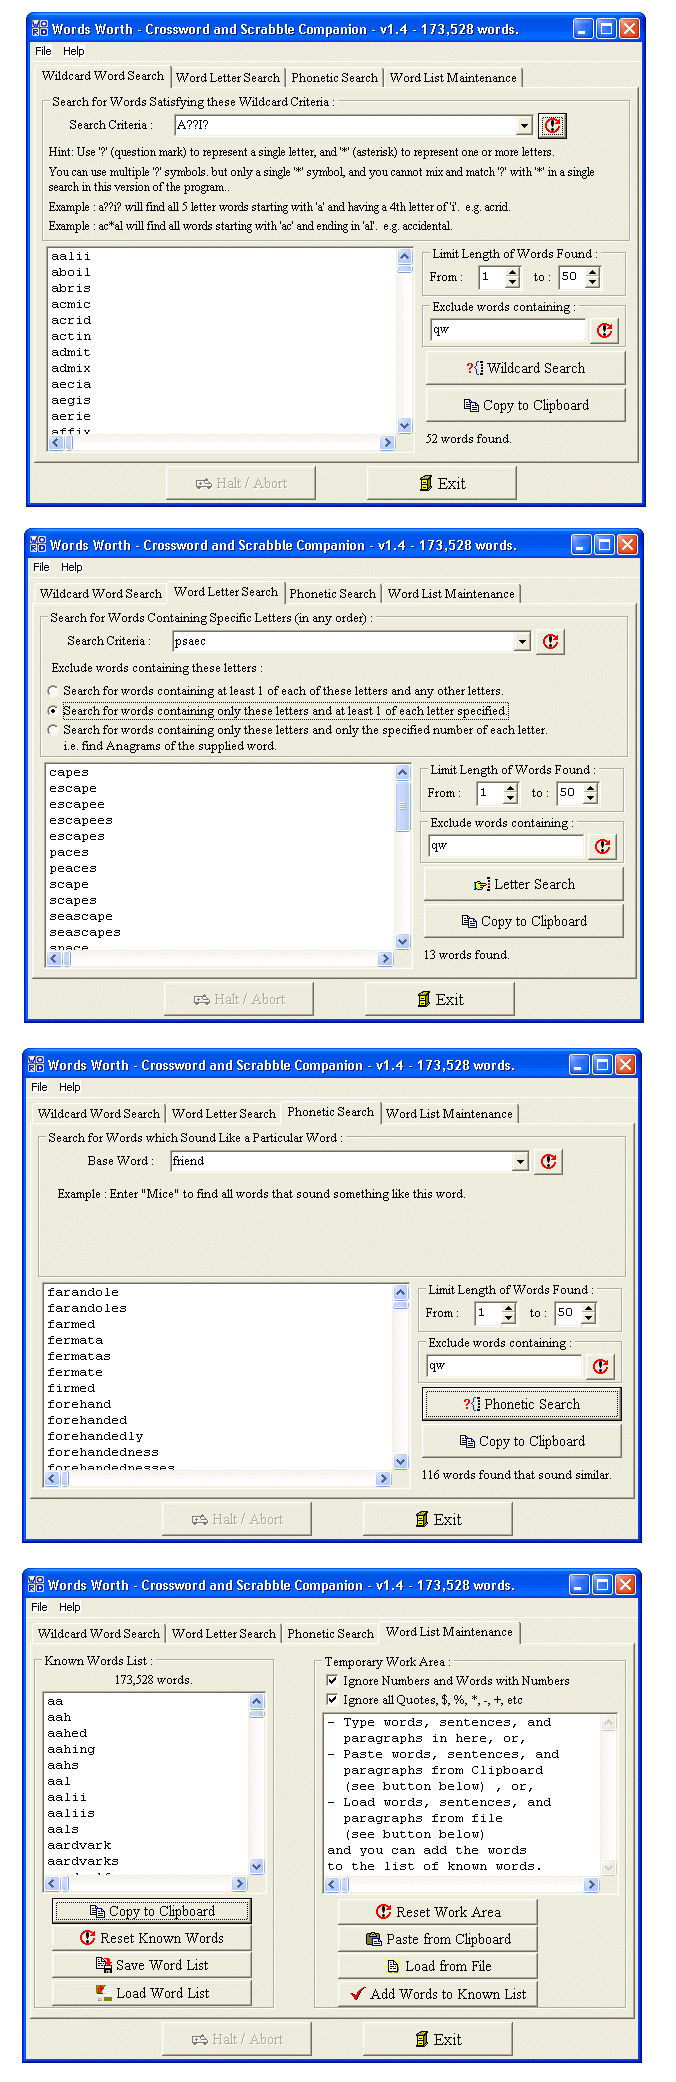 Words Worth - Crossword and Scrabble Companion - v1.4 - 173,528 words.
File Help
Wildcard Word Search Word Letter Search Phonetic Search Word List Maintenance
Search for Words Satisfying these Wildcard Criteria :
Search Criteria : A??I?
Hint: Use '?' (question mark) to represent a single letter, and '*' (asterisk) to represent one or more letters.
You can use multiple '?' symbols. but only a single '*' symbol, and you cannot mix and match '?' with '*' in a single
search in this version of the program..
Example : a??i? will find all 5 letter words starting with 'a' and having a 4th letter of 'i'. e.g. acrid.
Example : ac*al will find all words starting with 'ac' and ending in 'al'. e.g. accidental.
aalii
aboil
abris
acmic
acrid
actin
admit
admix
aecia
aegis
aerie
affix
Limit Length of Words Found :
From : 1 to : 50
Exclude words containing :
qw
?{ Wildcard Search
Copy to Clipboard
52 words found.
Halt / Abort Exit
Words Worth - Crossword and Scrabble Companion - v1.4 - 173,528 words.
File Help
Wildcard Word Search Word Letter Search Phonetic Search Word List Maintenance
Search for Words Containing Specific Letters (in any order) :
Search Criteria : psaec
Exclude words containing these letters :
Search for words containing at least 1 of each of these letters and any other letters.
Search for words containing only these letters and at least 1 of each letter specified.
Search for words containing only these letters and only the specified number of each letter.
i.e. find Anagrams of the supplied word.
capes
escape
escapee
escapees
escapes
paces
peaces
scape
scapes
seascape
seascapes
space
Limit Length of Words Found :
From : 1 to : 50
Exclude words containing :
qw
Letter Search
Copy to Clipboard
13 words found.
Halt / Abort Exit
Words Worth - Crossword and Scrabble Companion - v1.4 - 173,528 words.
File Help
Wildcard Word Search Word Letter Search Phonetic Search Word List Maintenance
Search for Words which Sound Like a Particular Word :
Base Word : friend
Example : Enter "Mice" to find all words that sound something like this word.
farandole
farandoles
farmed
fermata
fermatas
fermate
firmed
forehand
forehanded
forehandedly
forehandedness
forehandednesses
Limit Length of Words Found :
From : 1 to : 50
Exclude words containing :
qw
?{ Phonetic Search
Copy to Clipboard
116 words found that sound similar.
Halt / Abort Exit
Words Worth - Crossword and Scrabble Companion - v1.4 - 173,528 words.
File Help
Wildcard Word Search Word Letter Search Phonetic Search Word List Maintenance
Known Words List :
173,528 words.
aa
aah
aahed
aahing
aahs
aal
aalii
aaliis
aals
aardvark
aardvarks
Copy to Clipboard
Reset Known Words
Save Word List
Load Word List
Temporary Work Area :
Ignore Numbers and Words with Numbers
Ignore all Quotes, $, %, *, -, +, etc
- Type words, sentences, and
paragraphs in here, or,
- Paste words, sentences, and
paragraphs from Clipboard
(see button below) , or,
- Load words, sentences, and
paragraphs from file
(see button below)
and you can add the words
to the list of known words.
Reset Work Area
Paste from Clipboard
Load from File
Add Words to Known List
Halt / Abort Exit